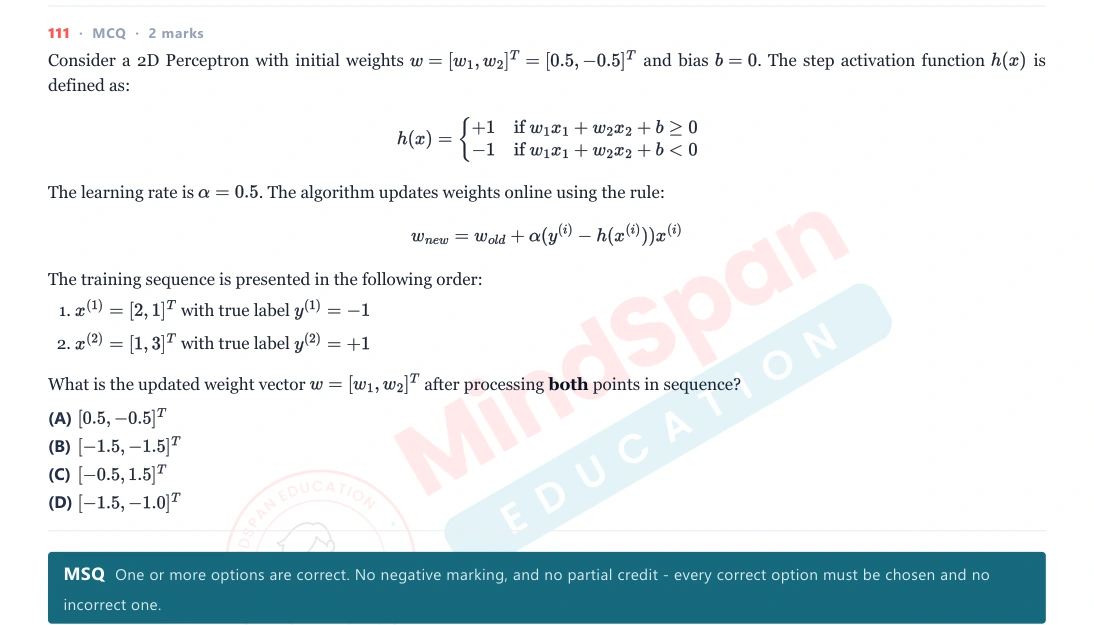 111 · MCQ · 2 marks
Consider a 2D Perceptron with initial weights w = [w₁, w₂]ᵀ = [0.5, −0.5]ᵀ and bias b = 0. The step activation function h(x) is
defined as:
h(x) = { +1 if w₁x₁ + w₂x₂ + b ≥ 0
−1 if w₁x₁ + w₂x₂ + b < 0
The learning rate is α = 0.5. The algorithm updates weights online using the rule:
w_new = w_old + α(y⁽ⁱ⁾ − h(x⁽ⁱ⁾))x⁽ⁱ⁾
The training sequence is presented in the following order:
1. x⁽¹⁾ = [2, 1]ᵀ with true label y⁽¹⁾ = −1
2. x⁽²⁾ = [1, 3]ᵀ with true label y⁽²⁾ = +1
What is the updated weight vector w = [w₁, w₂]ᵀ after processing both points in sequence?
(A) [0.5, −0.5]ᵀ
(B) [−1.5, −1.5]ᵀ
(C) [−0.5, 1.5]ᵀ
(D) [−1.5, −1.0]ᵀ
Mindspan
EDUCATION
DSPAN EDUCATION
MSQ One or more options are correct. No negative marking, and no partial credit - every correct option must be chosen and no
incorrect one.